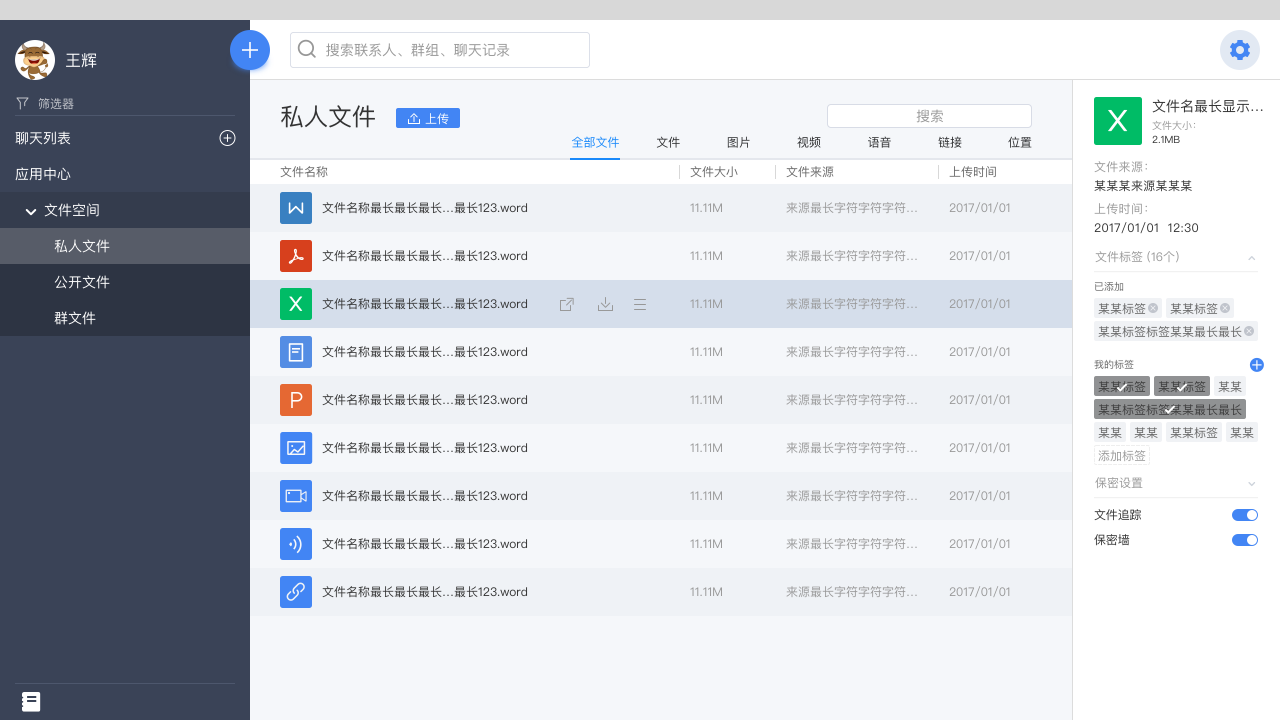 王辉
筛选器
聊天列表
应用中心
文件空间
私人文件
公开文件
群文件
搜索联系人、群组、聊天记录
私人文件
上传
搜索
全部文件 文件 图片 视频 语音 链接 位置
文件名称 文件大小 文件来源 上传时间
文件名称最长最长最长...最长123.word 11.11M 来源最长字符字符字符... 2017/01/01
文件名称最长最长最长...最长123.word 11.11M 来源最长字符字符字符... 2017/01/01
文件名称最长最长最长...最长123.word 11.11M 来源最长字符字符字符... 2017/01/01
文件名称最长最长最长...最长123.word 11.11M 来源最长字符字符字符... 2017/01/01
文件名称最长最长最长...最长123.word 11.11M 来源最长字符字符字符... 2017/01/01
文件名称最长最长最长...最长123.word 11.11M 来源最长字符字符字符... 2017/01/01
文件名称最长最长最长...最长123.word 11.11M 来源最长字符字符字符... 2017/01/01
文件名称最长最长最长...最长123.word 11.11M 来源最长字符字符字符... 2017/01/01
文件名称最长最长最长...最长123.word 11.11M 来源最长字符字符字符... 2017/01/01
X
文件名最长显示...
文件大小：
2.1MB
文件来源：
某某某来源某某某
上传时间：
2017/01/01 12:30
文件标签 (16个)
已添加
某某标签 某某标签
某某标签标签某某最长最长
我的标签
某某标签 某某标签 某某
某某标签标签某某最长最长
某某 某某 某某标签 某某
添加标签
保密设置
文件追踪
保密墙